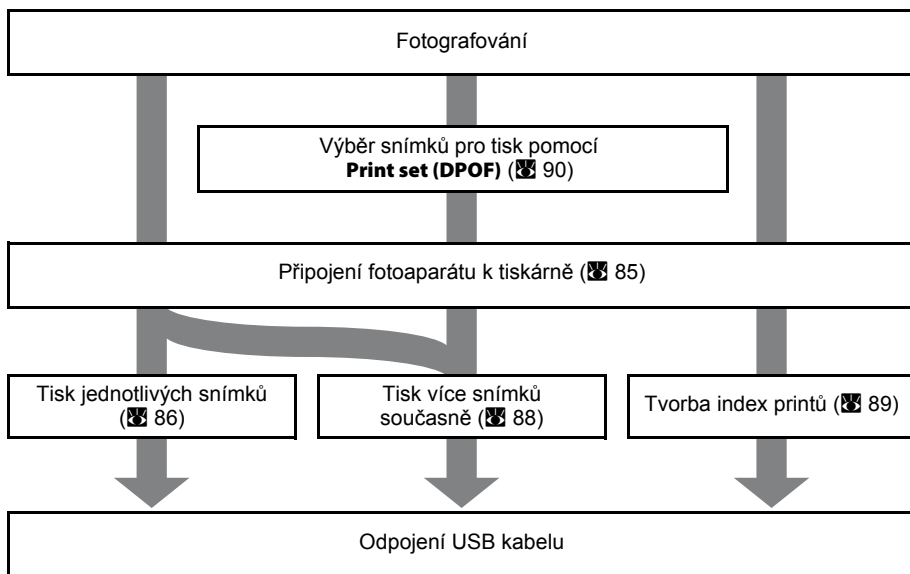 Fotografování
Výběr snímků pro tisk pomocí
Print set (DPOF) ( 90)
Připojení fotoaparátu k tiskárně ( 85)
Tisk jednotlivých snímků
( 86)
Tisk více snímků
současně ( 88)
Tvorba index printů ( 89)
Odpojení USB kabelu